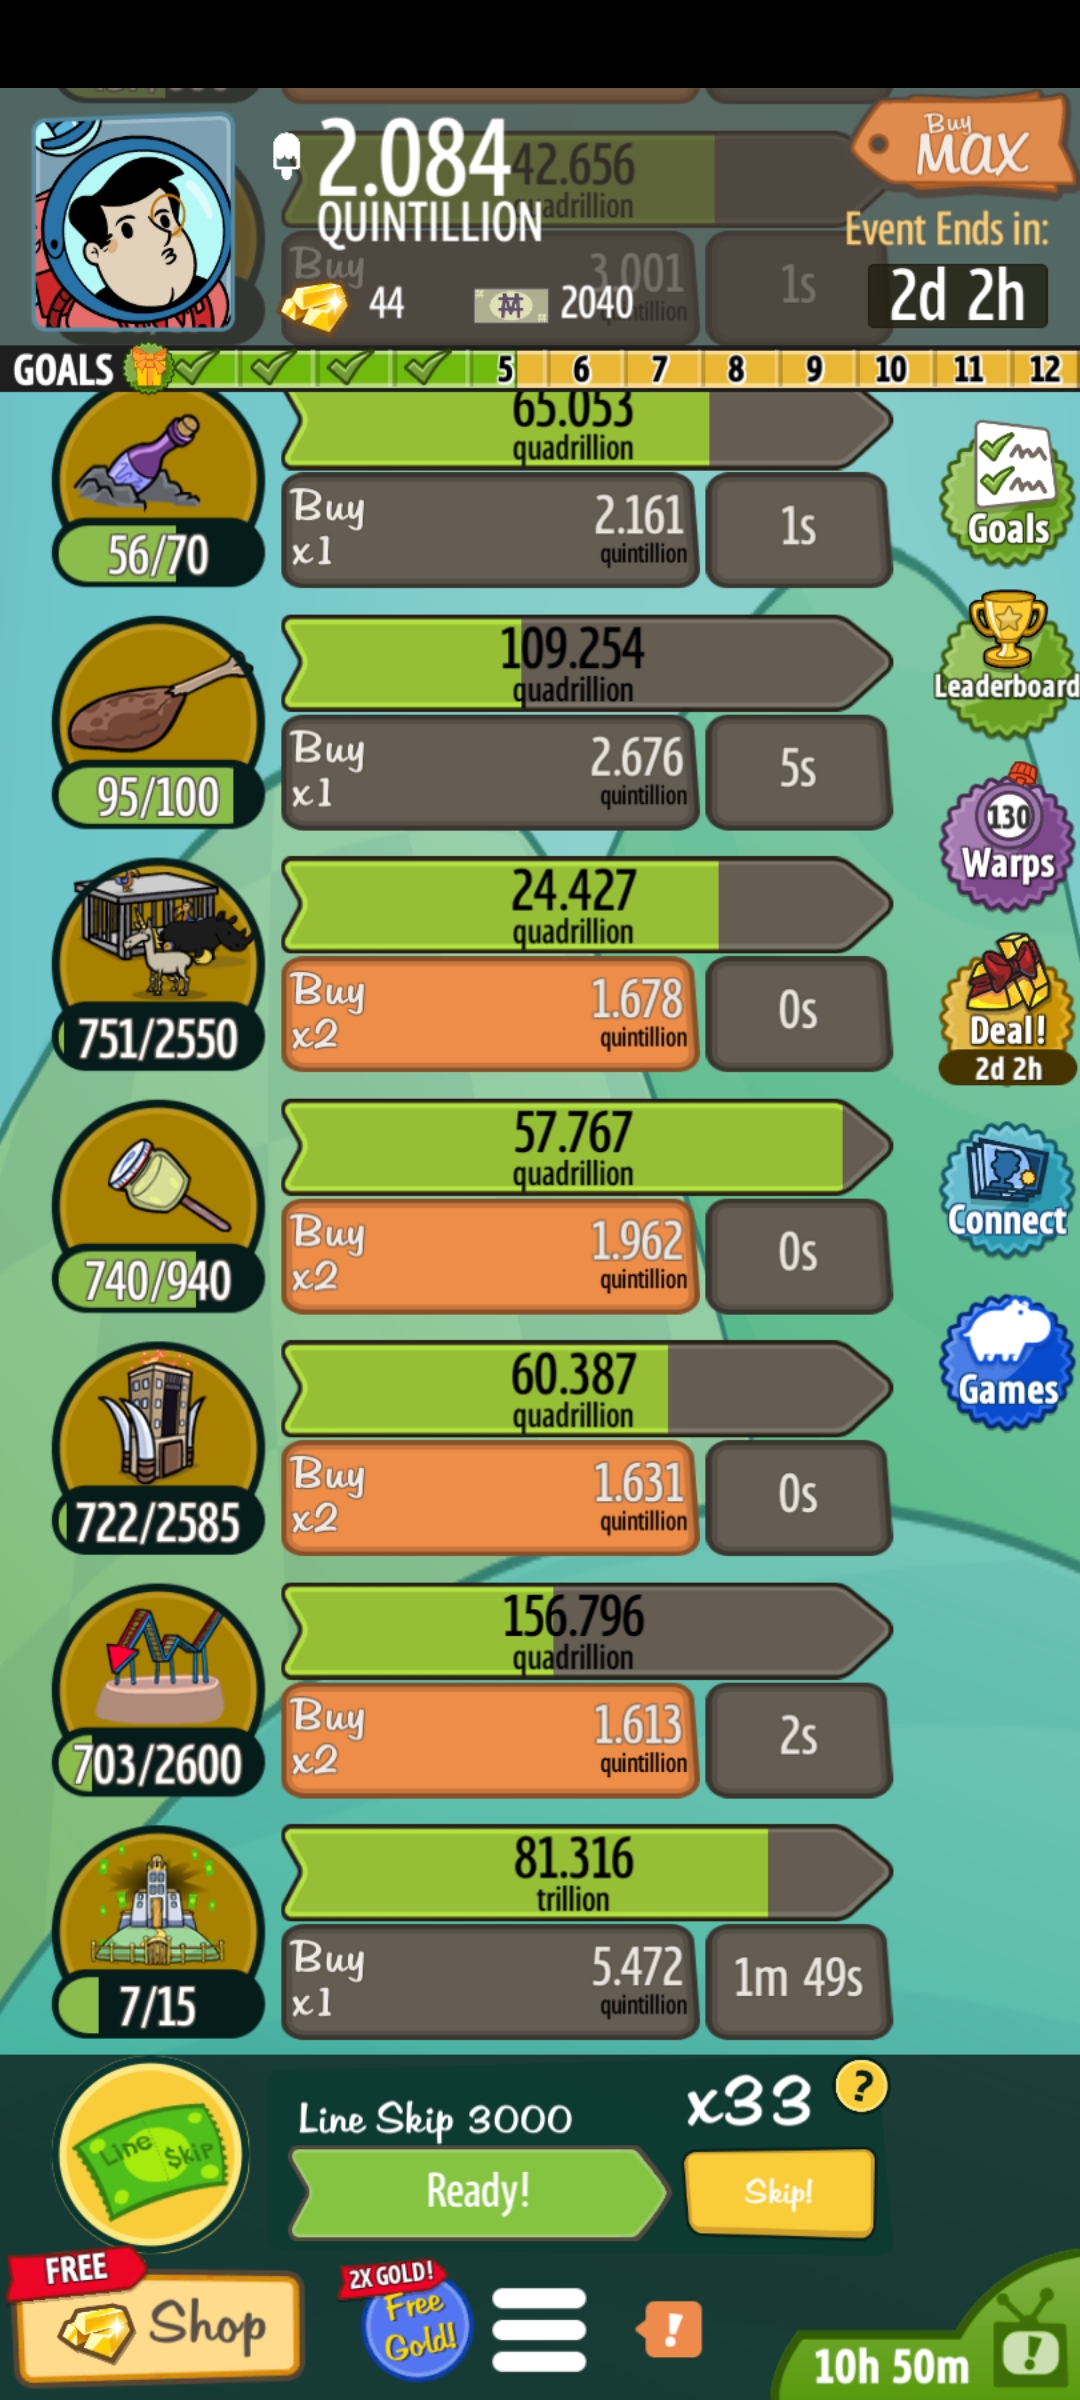 2.084
QUINTILLION
42.656
quadrillion
Buy
MAX
Event Ends in:
2d 2h
Buy
3.001
1s
44
2040
GOALS 5 6 7 8 9 10 11 12
65.053
quadrillion
56/70
Buy
x1
2.161
quintillion
1s
Goals
109.254
quadrillion
95/100
Buy
x1
2.676
quintillion
5s
Leaderboard
24.427
quadrillion
751/2550
Buy
x2
1.678
quintillion
0s
130
Warps
Deal!
2d 2h
57.767
quadrillion
740/940
Buy
x2
1.962
quintillion
0s
Connect
60.387
quadrillion
722/2585
Buy
x2
1.631
quintillion
0s
Games
156.796
quadrillion
703/2600
Buy
x2
1.613
quintillion
2s
81.316
trillion
7/15
Buy
x1
5.472
quintillion
1m 49s
Line $kip
Line Skip 3000
x33
?
Ready!
Skip!
FREE
Shop
2X GOLD!
Free
Gold!
!
10h 50m
!